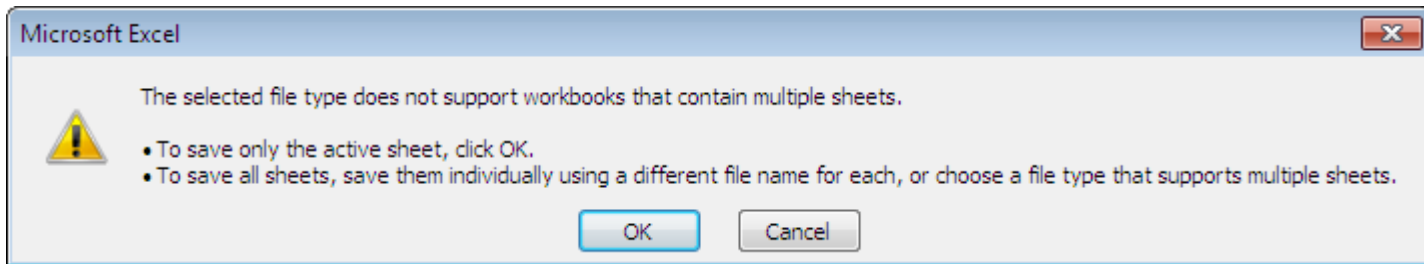 Microsoft Excel
The selected file type does not support workbooks that contain multiple sheets.
• To save only the active sheet, click OK.
• To save all sheets, save them individually using a different file name for each, or choose a file type that supports multiple sheets.
OK
Cancel